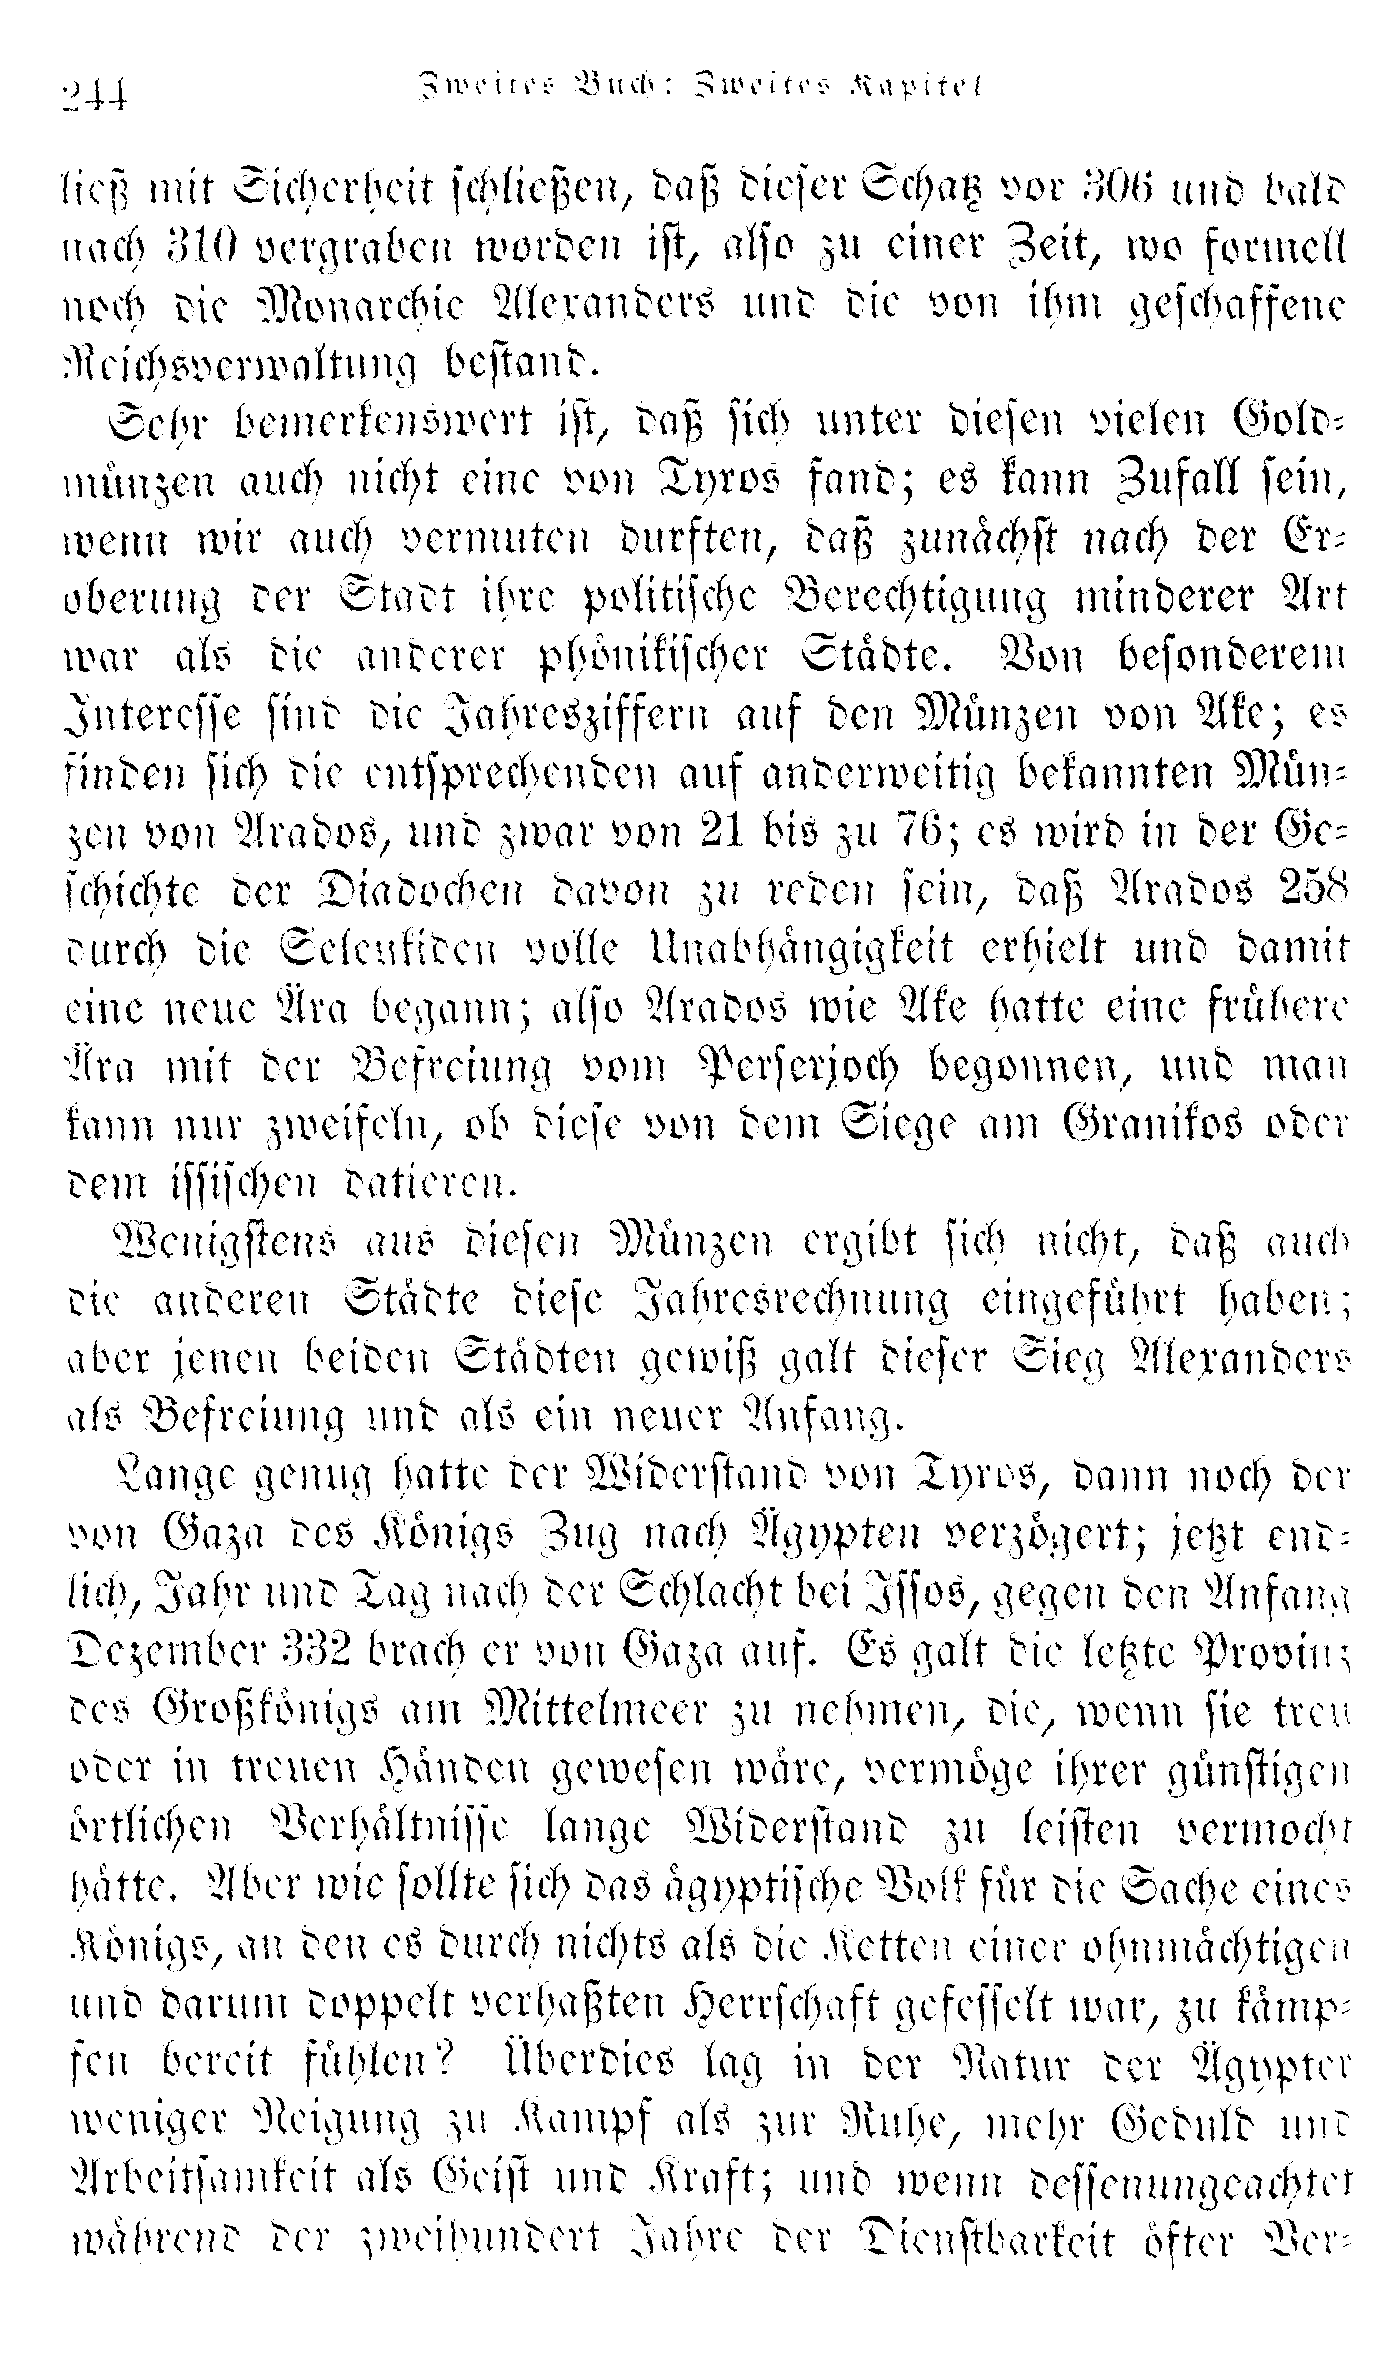 244
Zweites Buch: Zweites Kapitel
ließ mit Sicherheit schließen, daß dieser Schatz vor 306 und bald
nach 310 vergraben worden ist, also zu einer Zeit, wo formell
noch die Monarchie Alexanders und die von ihm geschaffene
Reichsverwaltung bestand.
Sehr bemerkenswert ist, daß sich unter diesen vielen Gold-
münzen auch nicht eine von Tyros fand; es kann Zufall sein,
wenn wir auch vermuten durften, daß zunächst nach der Er-
oberung der Stadt ihre politische Berechtigung minderer Art
war als die anderer phönikischer Städte. Von besonderem
Interesse sind die Jahresziffern auf den Münzen von Ake; es
finden sich die entsprechenden auf anderweitig bekannten Mün-
zen von Arados, und zwar von 21 bis zu 76; es wird in der Ge-
schichte der Diadochen davon zu reden sein, daß Arados 258
durch die Seleukiden volle Unabhängigkeit erhielt und damit
eine neue Ära begann; also Arados wie Ake hatte eine frühere
Ära mit der Befreiung vom Perserjoch begonnen, und man
kann nur zweifeln, ob diese von dem Siege am Granikos oder
dem issischen datieren.
Wenigstens aus diesen Münzen ergibt sich nicht, daß auch
die anderen Städte diese Jahresrechnung eingeführt haben;
aber jenen beiden Städten gewiß galt dieser Sieg Alexanders
als Befreiung und als ein neuer Anfang.
Lange genug hatte der Widerstand von Tyros, dann noch der
von Gaza des Königs Zug nach Ägypten verzögert; jetzt end-
lich, Jahr und Tag nach der Schlacht bei Issos, gegen den Anfang
Dezember 332 brach er von Gaza auf. Es galt die letzte Provinz
des Großkönigs am Mittelmeer zu nehmen, die, wenn sie treu
oder in treuen Händen gewesen wäre, vermöge ihrer günstigen
örtlichen Verhältnisse lange Widerstand zu leisten vermocht
hätte. Aber wie sollte sich das ägyptische Volk für die Sache eines
Königs, an den es durch nichts als die Ketten einer ohnmächtigen
und darum doppelt verhaßten Herrschaft gefesselt war, zu kämp-
fen bereit fühlen? Überdies lag in der Natur der Ägypter
weniger Neigung zu Kampf als zur Ruhe, mehr Geduld und
Arbeitsamkeit als Geist und Kraft; und wenn dessenungeachtet
während der zweihundert Jahre der Dienstbarkeit öfter Ver-